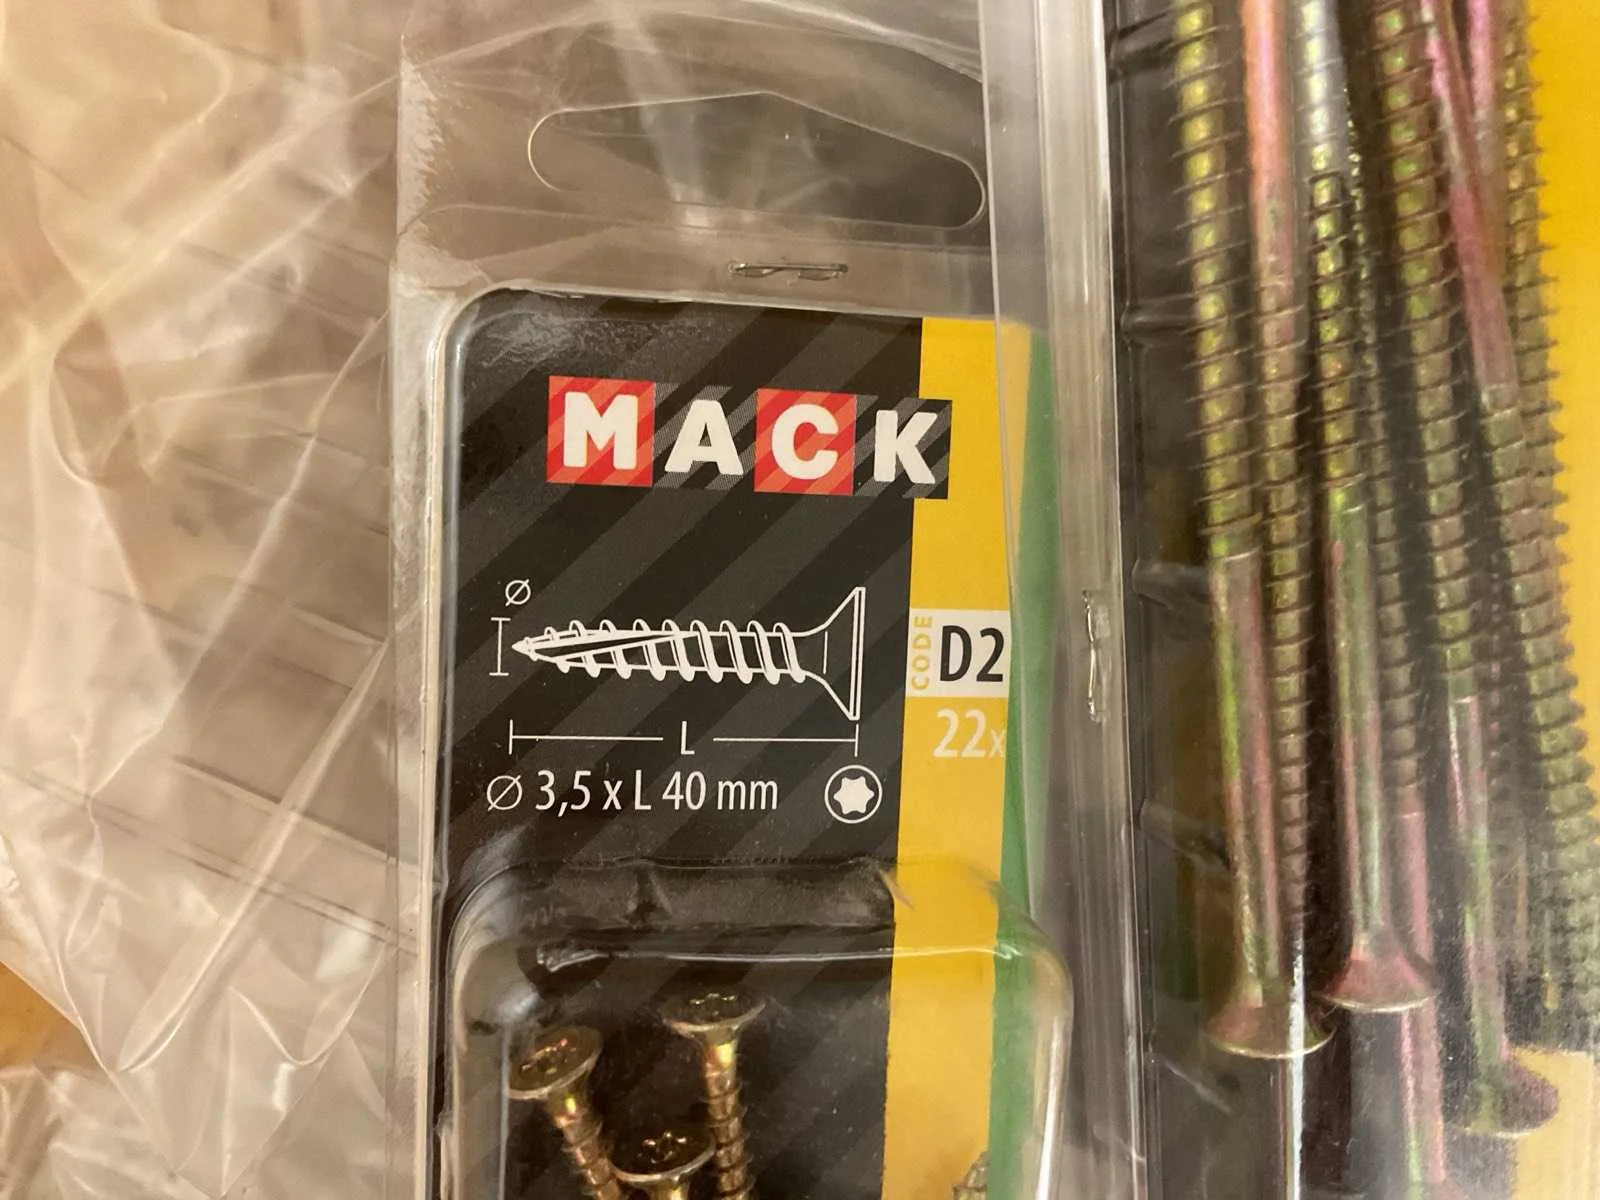 MACK
Ø
CODE D2
22x
L
Ø 3,5 x L 40 mm